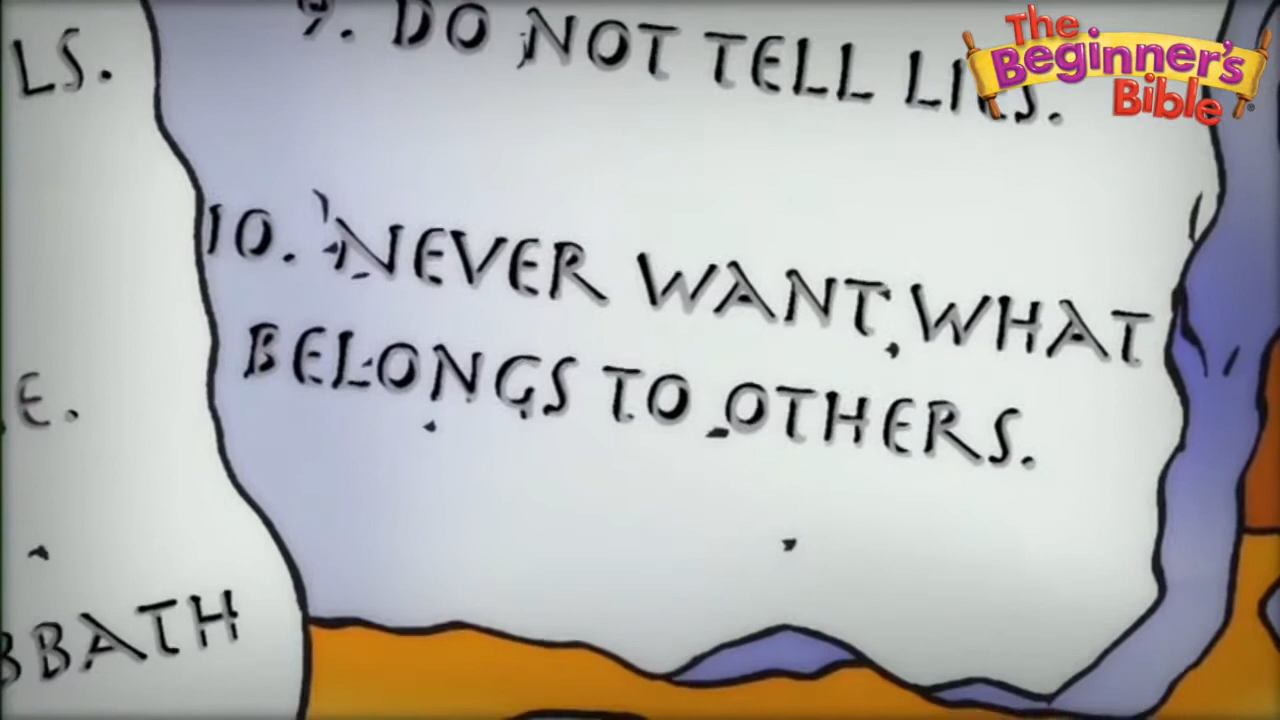 LS.
E.
BBATH
9. DO NOT TELL LIES.
10. NEVER WANT WHAT
BELONGS TO OTHERS.
The
Beginner's
Bible